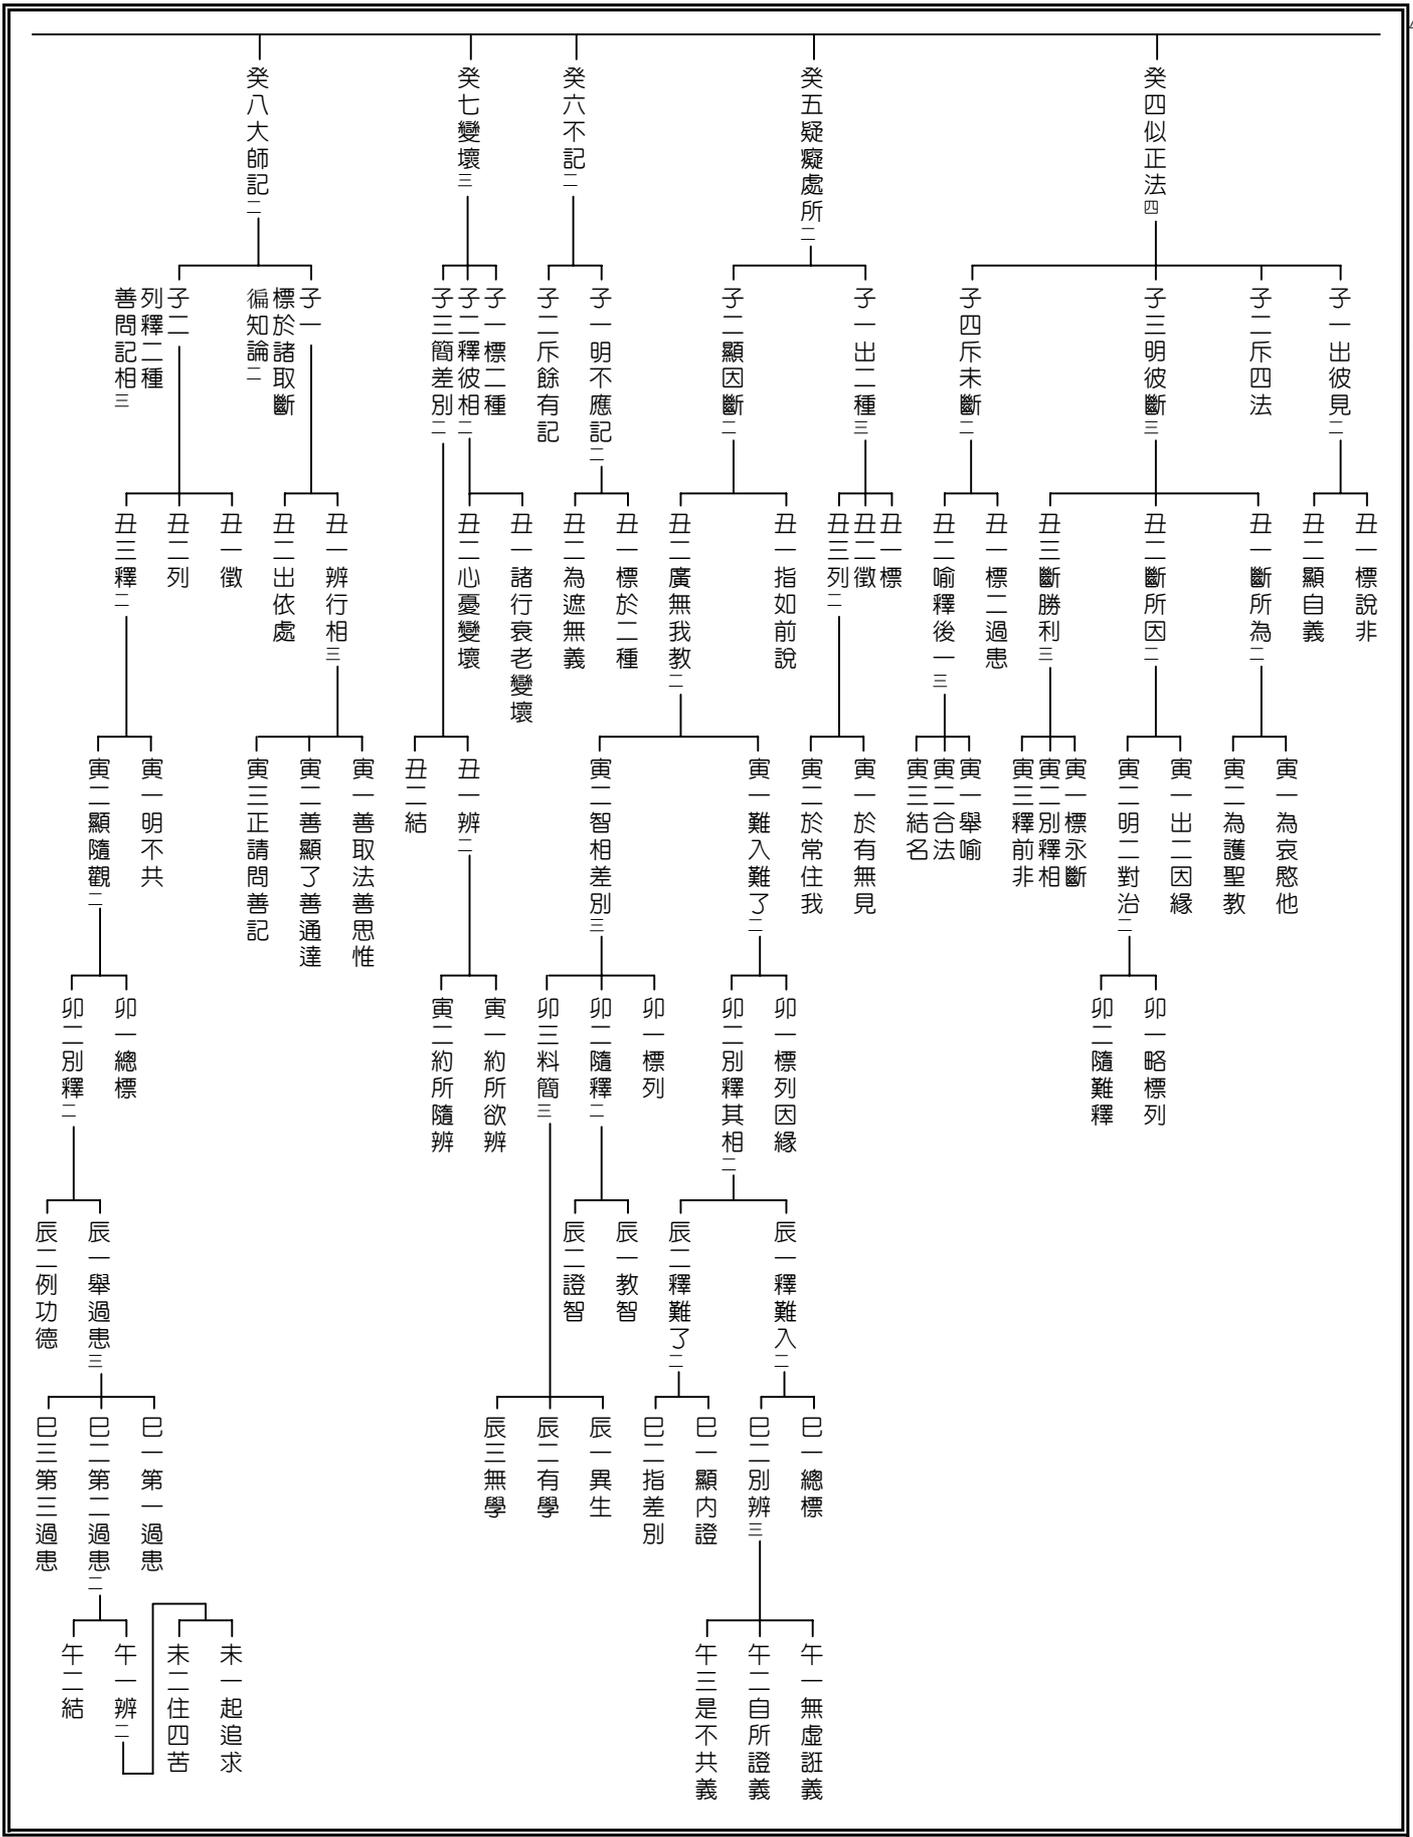 癸四似正法四
子一出彼見二
丑一標說非
丑二顯自義
子二斥四法
子三明彼斷三
丑一斷所為二
寅一為哀愍他
寅二為護聖教
丑二斷所因二
寅一出二因緣
寅二明二對治二
卯一略標列
卯二隨難釋
丑三斷勝利三
寅一標永斷
寅二別釋相
寅三釋前非
子四斥未斷二
丑一標二過患
丑二喻釋後一三
寅一舉喻
寅二合法
寅三結名
癸五疑癡處所二
子一出二種三
丑一標
丑二徵
丑三列二
寅一於有無見
寅二於常住我
子二顯因斷二
丑一指如前說
丑二廣無我教二
寅一難入難了二
卯一標列因緣
卯二別釋其相二
辰一釋難入二
巳一總標
巳二別辨三
午一無虛誑義
午二自所證義
午三是不共義
辰二釋難了二
巳一顯內證
巳二指差別
寅二智相差別三
卯一標列
卯二隨釋二
辰一教智
辰二證智
卯三料簡三
辰一異生
辰二有學
辰三無學
癸六不記二
子一明不應記二
丑一標於二種
丑二為遮無義
子二斥餘有記
癸七變壞三
子一標二種
子二釋彼相二
丑一諸行衰老變壞
丑二心憂變壞
子三簡差別二
丑一辨二
寅一約所欲辨
寅二約所隨辨
丑二結
癸八大師記二
子一
標於諸取斷
徧知論二
丑一辨行相三
寅一善取法善思惟
寅二善顯了善通達
寅三正請問善記
丑二出依處
子二
列釋二種
善問記相三
丑一徵
丑二列
丑三釋二
寅一明不共
寅二顯隨觀二
卯一總標
卯二別釋二
辰一舉過患三
巳一第一過患
巳二第二過患二
午一辨二
未一起追求
未二住四苦
午二結
巳三第三過患
辰二例功德